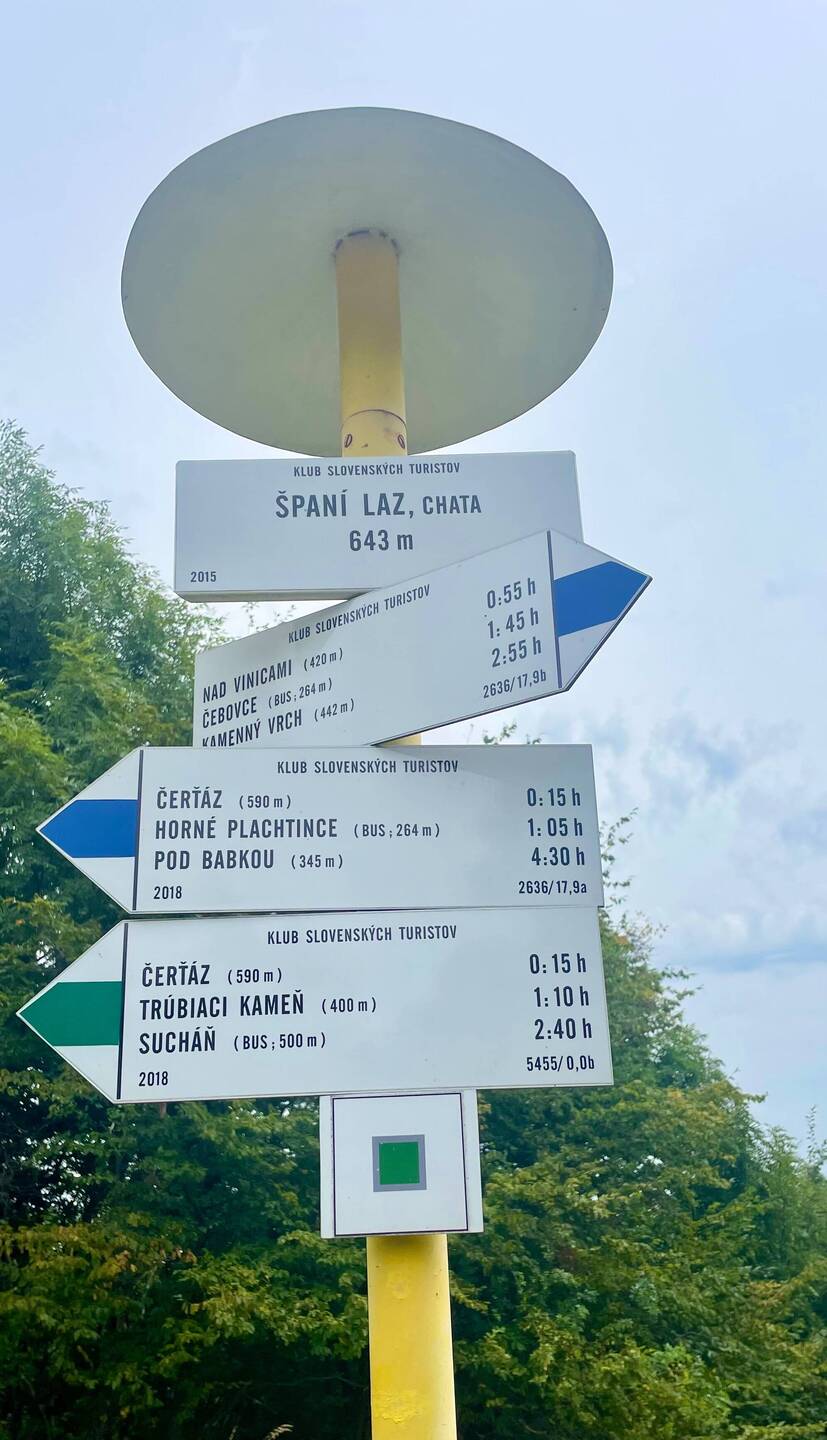 KLUB SLOVENSKÝCH TURISTOV
ŠPANÍ LAZ, CHATA
643 m
2015
KLUB SLOVENSKÝCH TURISTOV
NAD VINICAMI (420 m) 0:55 h
ČEBOVCE (BUS; 264 m) 1:45 h
KAMENNÝ VRCH (442 m) 2:55 h
2636/17,9b
KLUB SLOVENSKÝCH TURISTOV
ČERŤÁZ (590 m) 0:15 h
HORNÉ PLACHTINCE (BUS; 264 m) 1:05 h
POD BABKOU (345 m) 4:30 h
2018 2636/17,9a
KLUB SLOVENSKÝCH TURISTOV
ČERŤÁZ (590 m) 0:15 h
TRÚBIACI KAMEŇ (400 m) 1:10 h
SUCHÁŇ (BUS; 500 m) 2:40 h
2018 5455/0,0b